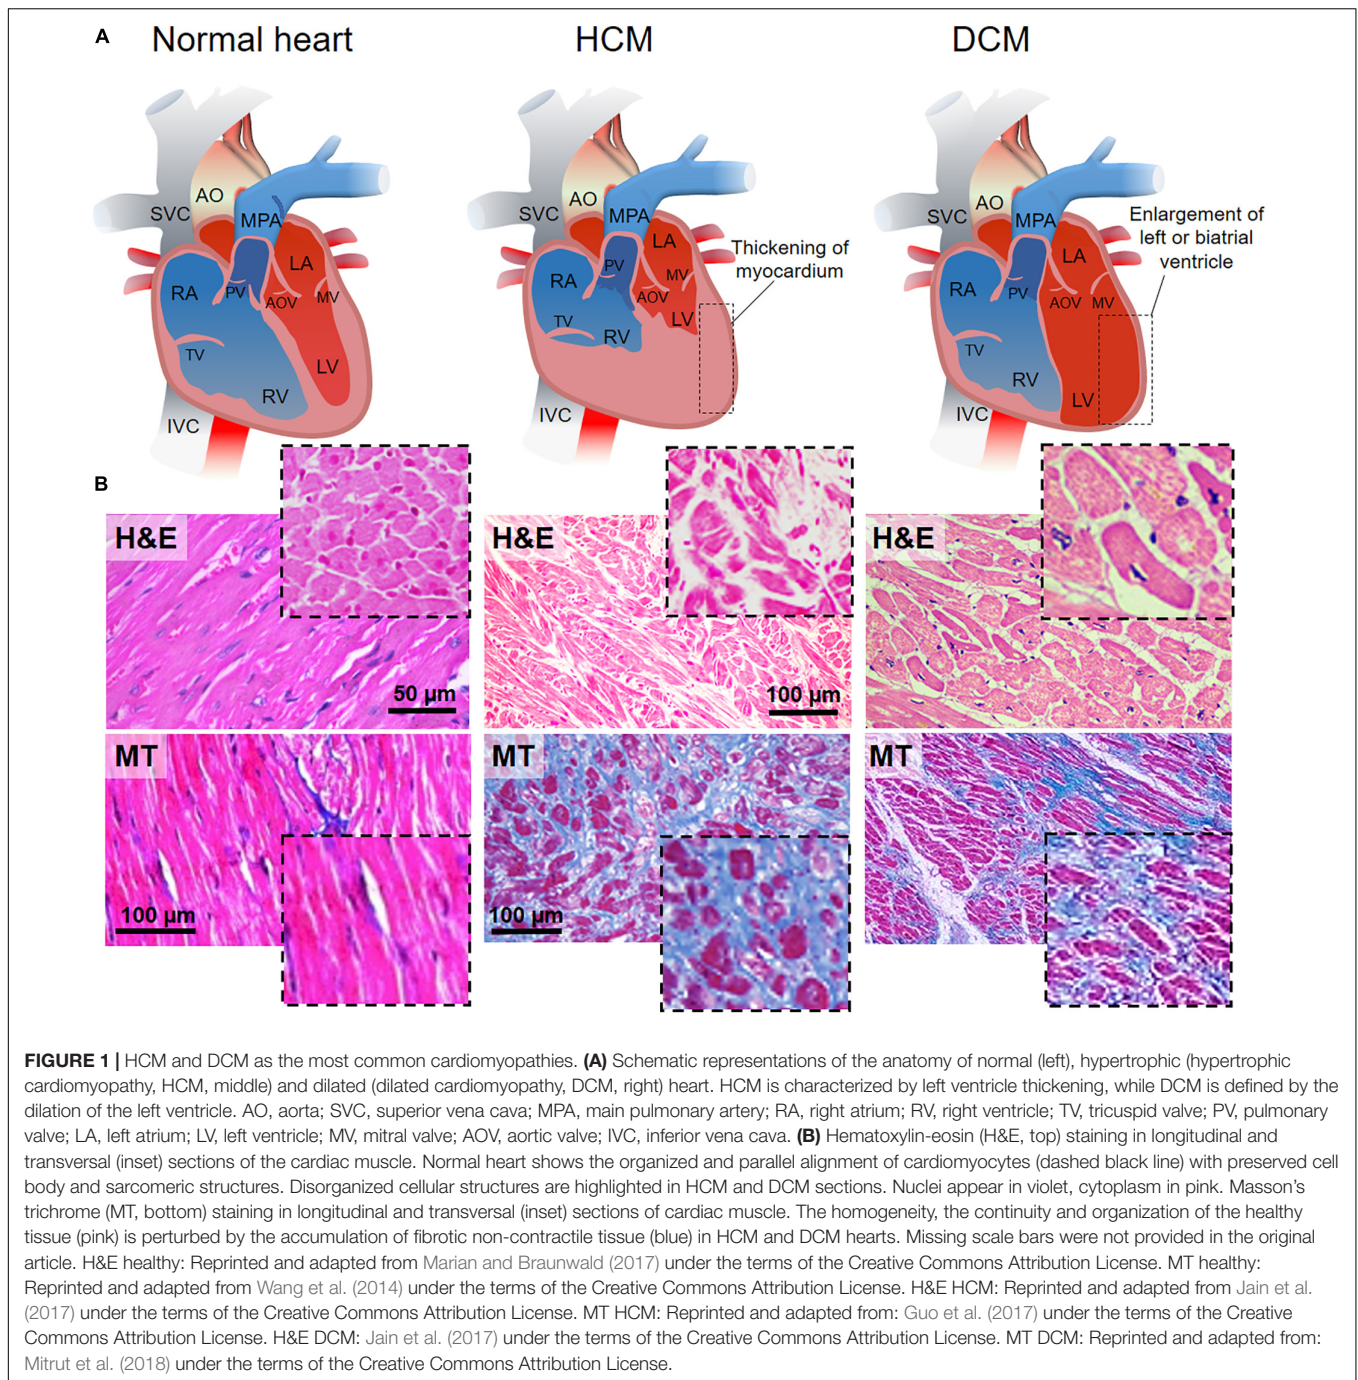 A
Normal heart
HCM
DCM
AO
SVC
MPA
LA
RA
PV
AOV
MV
TV
LV
RV
IVC
AO
SVC
MPA
LA
PV
MV
RA
AOV
TV
LV
RV
IVC
Thickening of
myocardium
AO
SVC
MPA
LA
RA
PV
AOV
MV
TV
RV
LV
IVC
Enlargement of
left or biatrial
ventricle
B
H&E
50 µm
H&E
100 µm
H&E
MT
100 µm
MT
100 µm
MT
FIGURE 1 | HCM and DCM as the most common cardiomyopathies. (A) Schematic representations of the anatomy of normal (left), hypertrophic (hypertrophic
cardiomyopathy, HCM, middle) and dilated (dilated cardiomyopathy, DCM, right) heart. HCM is characterized by left ventricle thickening, while DCM is defined by the
dilation of the left ventricle. AO, aorta; SVC, superior vena cava; MPA, main pulmonary artery; RA, right atrium; RV, right ventricle; TV, tricuspid valve; PV, pulmonary
valve; LA, left atrium; LV, left ventricle; MV, mitral valve; AOV, aortic valve; IVC, inferior vena cava. (B) Hematoxylin-eosin (H&E, top) staining in longitudinal and
transversal (inset) sections of the cardiac muscle. Normal heart shows the organized and parallel alignment of cardiomyocytes (dashed black line) with preserved cell
body and sarcomeric structures. Disorganized cellular structures are highlighted in HCM and DCM sections. Nuclei appear in violet, cytoplasm in pink. Masson's
trichrome (MT, bottom) staining in longitudinal and transversal (inset) sections of cardiac muscle. The homogeneity, the continuity and organization of the healthy
tissue (pink) is perturbed by the accumulation of fibrotic non-contractile tissue (blue) in HCM and DCM hearts. Missing scale bars were not provided in the original
article. H&E healthy: Reprinted and adapted from Marian and Braunwald (2017) under the terms of the Creative Commons Attribution License. MT healthy:
Reprinted and adapted from Wang et al. (2014) under the terms of the Creative Commons Attribution License. H&E HCM: Reprinted and adapted from Jain et al.
(2017) under the terms of the Creative Commons Attribution License. MT HCM: Reprinted and adapted from: Guo et al. (2017) under the terms of the Creative
Commons Attribution License. H&E DCM: Jain et al. (2017) under the terms of the Creative Commons Attribution License. MT DCM: Reprinted and adapted from:
Mitrut et al. (2018) under the terms of the Creative Commons Attribution License.